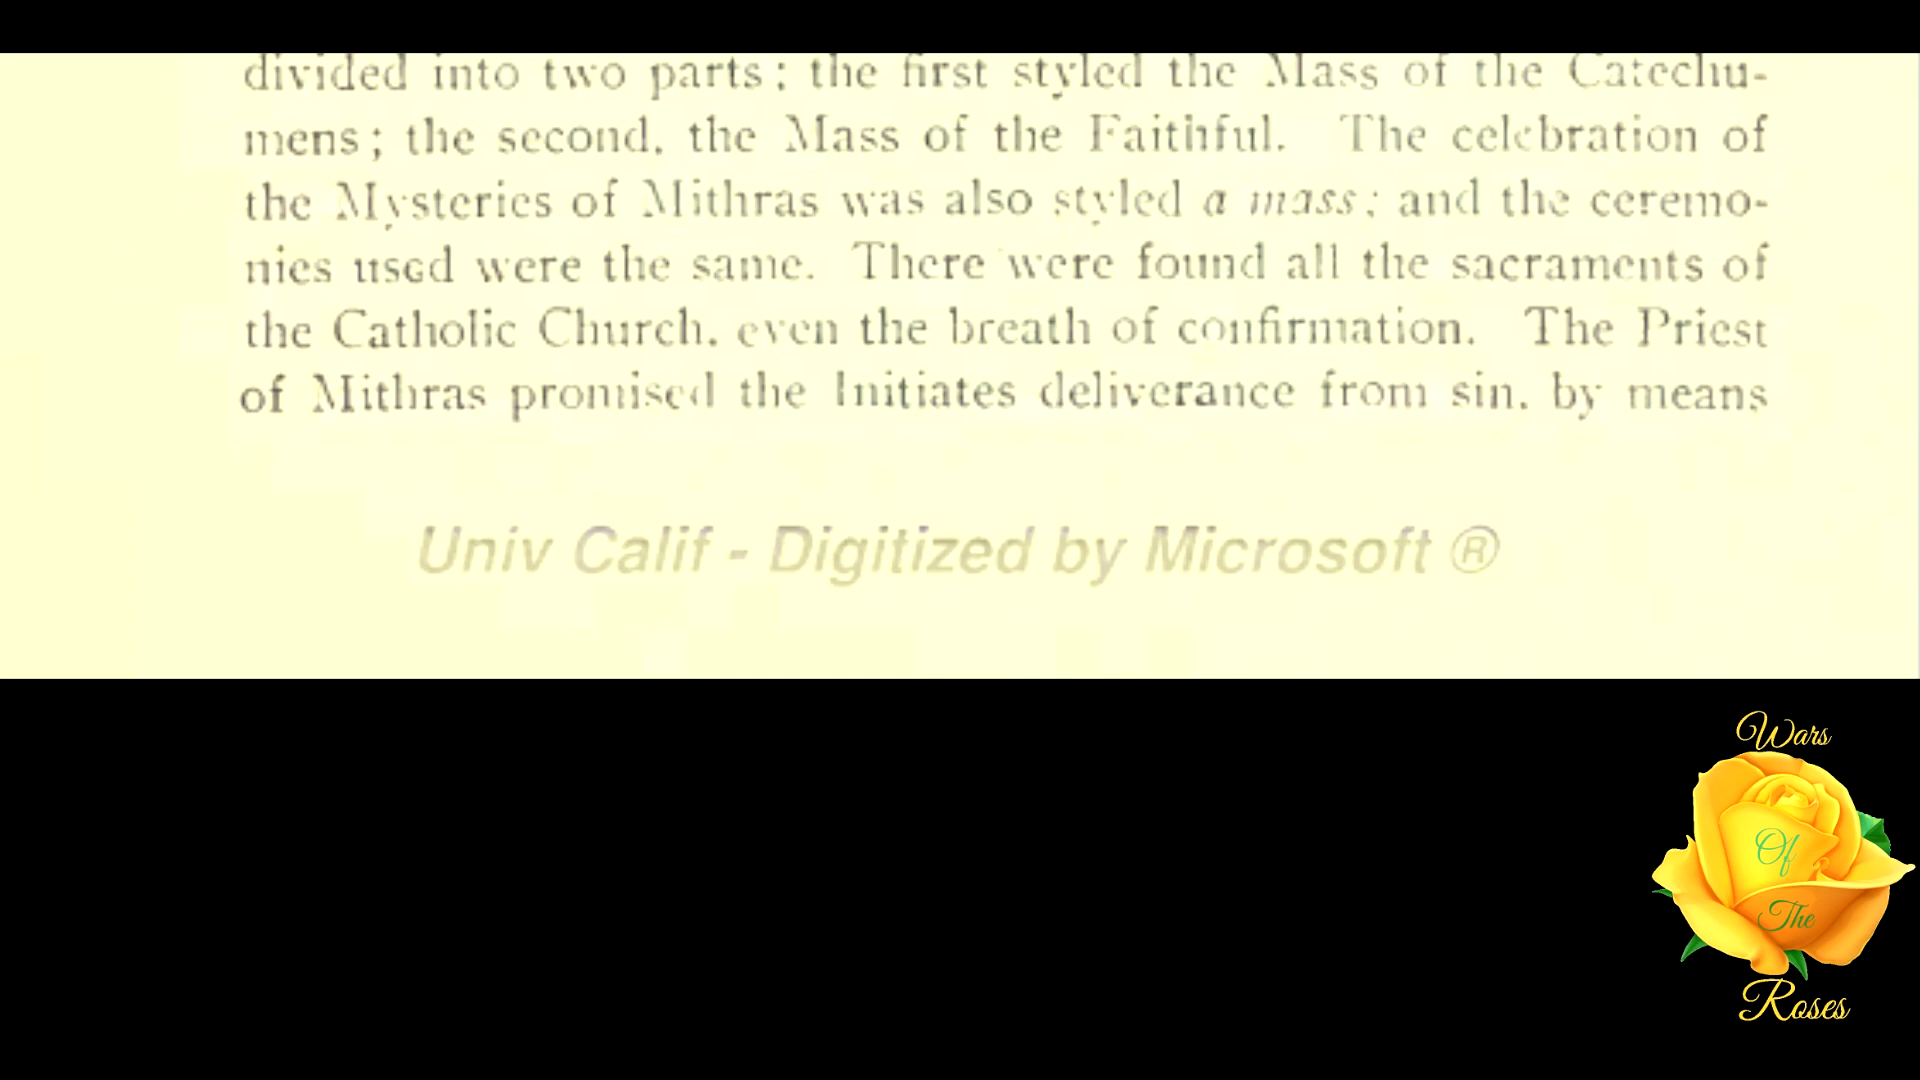 divided into two parts; the first styled the Mass of the Catechu-
mens; the second, the Mass of the Faithful. The celebration of
the Mysteries of Mithras was also styled a mass; and the ceremo-
nies used were the same. There were found all the sacraments of
the Catholic Church, even the breath of confirmation. The Priest
of Mithras promised the Initiates deliverance from sin, by means
Univ Calif - Digitized by Microsoft ®
Wars
Of
The
Roses